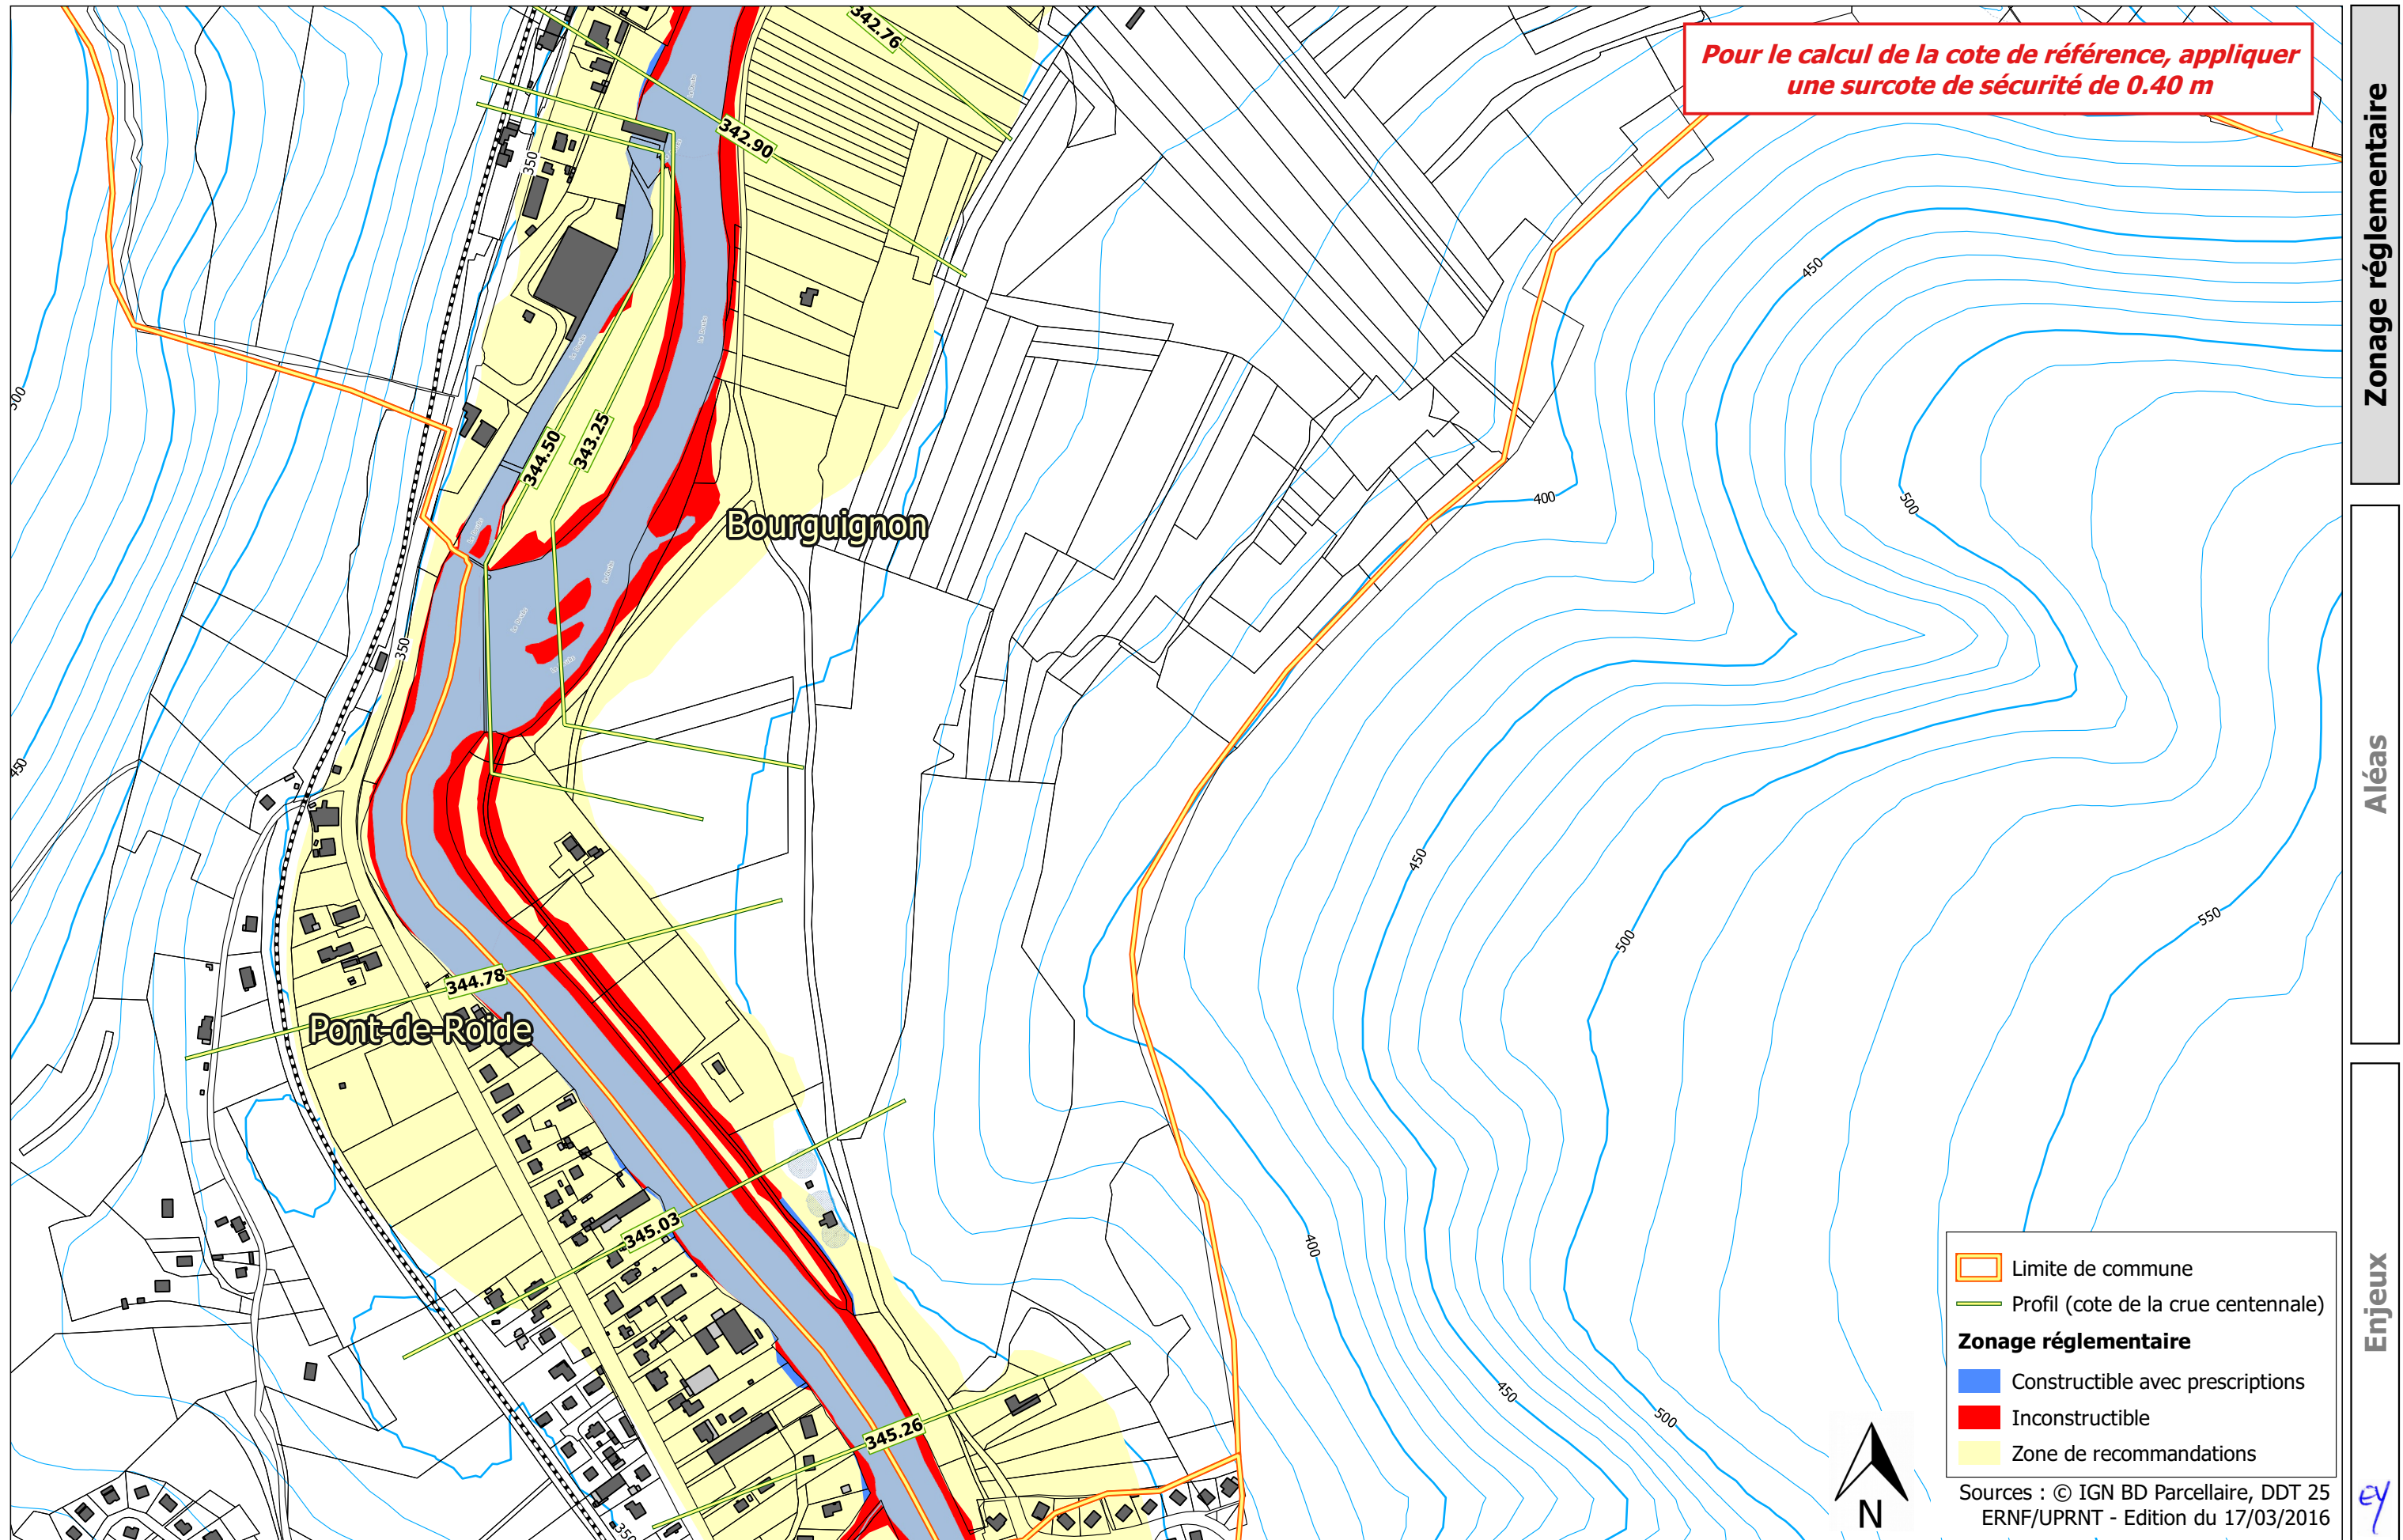 342.76
Pour le calcul de la cote de référence, appliquer
une surcote de sécurité de 0.40 m
342.90
350
450
300
344.50
343.25
400
500
Bourguignon
350
450
450
550
500
344.78
Pont-de-Roide
345.03
400
345.26
450
500
350
Limite de commune
Profil (cote de la crue centennale)
Zonage réglementaire
Constructible avec prescriptions
Inconstructible
Zone de recommandations
N
Sources : © IGN BD Parcellaire, DDT 25
ERNF/UPRNT - Edition du 17/03/2016
Zonage réglementaire
Aléas
Enjeux
EY